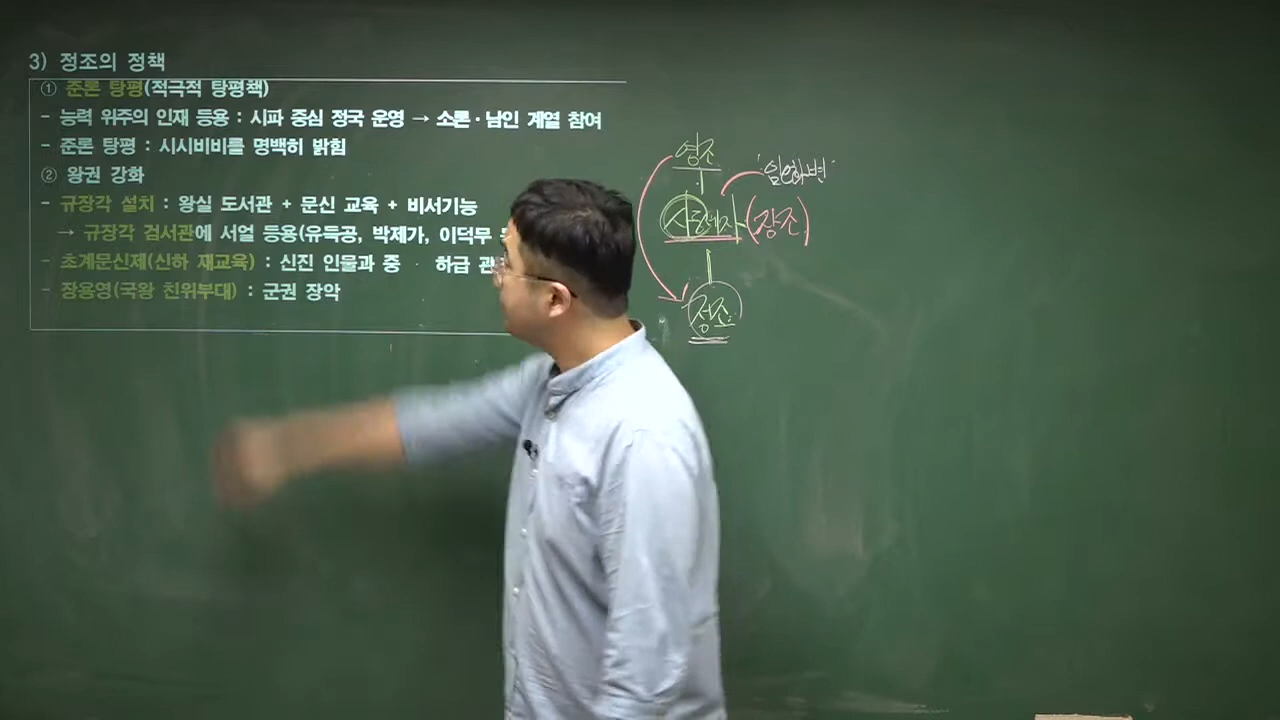 3) 정조의 정책
① 준론 탕평(적극적 탕평책)
- 능력 위주의 인재 등용 : 시파 중심 정국 운영 → 소론·남인 계열 참여
- 준론 탕평 : 시시비비를 명백히 밝힘
② 왕권 강화
- 규장각 설치 : 왕실 도서관 + 문신 교육 + 비서기능
→ 규장각 검서관에 서얼 등용(유득공, 박제가, 이덕무
- 초계문신제(신하 재교육) : 신진 인물과 중 · 하급 관
- 장용영(국왕 친위부대) : 군권 장악
영조
사도세자 (장조)
정조